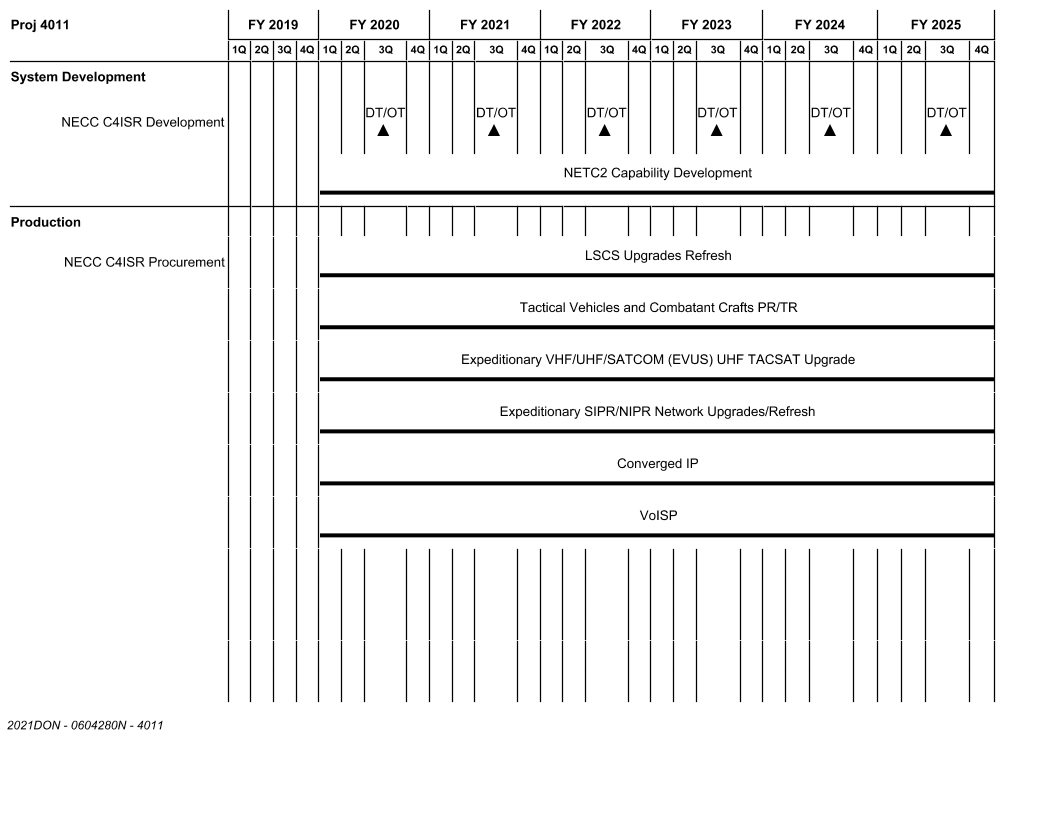 Proj 4011 FY 2019 FY 2020 FY 2021 FY 2022 FY 2023 FY 2024 FY 2025
1Q 2Q 3Q 4Q 1Q 2Q 3Q 4Q 1Q 2Q 3Q 4Q 1Q 2Q 3Q 4Q 1Q 2Q 3Q 4Q 1Q 2Q 3Q 4Q 1Q 2Q 3Q 4Q
System Development
DT/OT DT/OT DT/OT DT/OT DT/OT DT/OT
NECC C4ISR Development
NETC2 Capability Development
Production
LSCS Upgrades Refresh
NECC C4ISR Procurement
Tactical Vehicles and Combatant Crafts PR/TR
Expeditionary VHF/UHF/SATCOM (EVUS) UHF TACSAT Upgrade
Expeditionary SIPR/NIPR Network Upgrades/Refresh
Converged IP
VoISP
2021DON - 0604280N - 4011